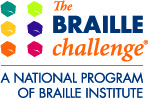 The
BRAILLE
challenge®
A NATIONAL PROGRAM
OF BRAILLE INSTITUTE